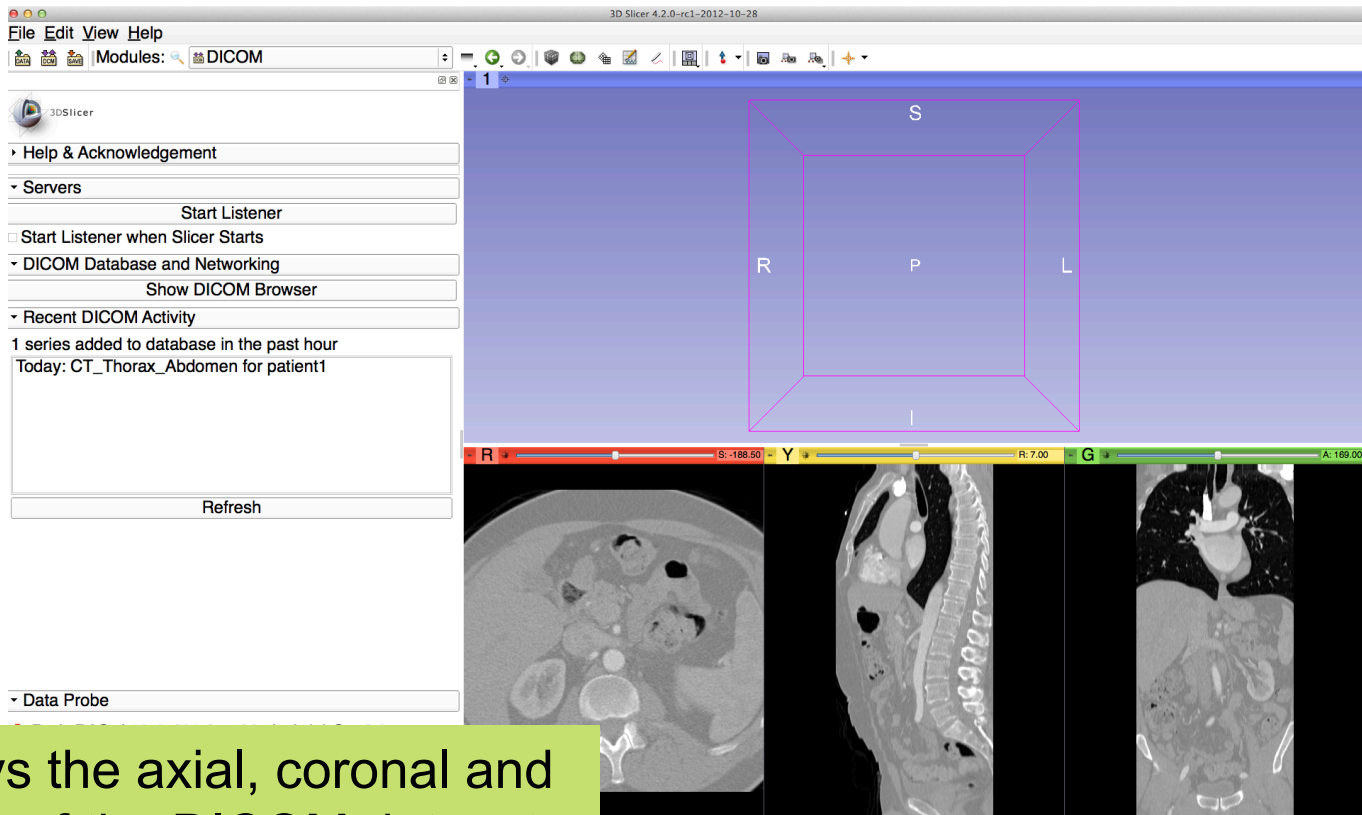 3D Slicer 4.2.0-rc1-2012-10-28
File Edit View Help
DATA DCM SAVE Modules: DICOM
1
3DSlicer
Help & Acknowledgement
Servers
Start Listener
Start Listener when Slicer Starts
DICOM Database and Networking
Show DICOM Browser
Recent DICOM Activity
1 series added to database in the past hour
Today: CT_Thorax_Abdomen for patient1
Refresh
Data Probe
S
R P L
I
R S: -188.50 Y R: 7.00 G A: 169.00
the axial, coronal and